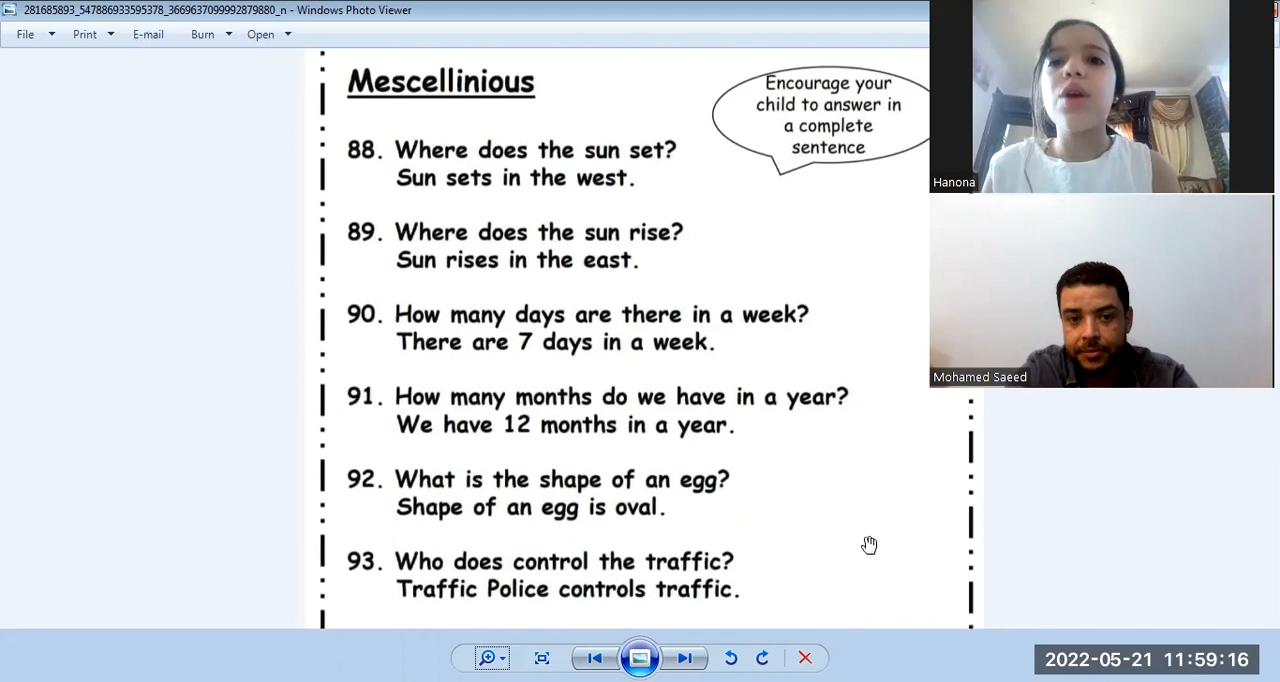 281685893_547886933595378_3669637099992879880_n - Windows Photo Viewer
File Print E-mail Burn Open
Mescellinious
Encourage your
child to answer in
a complete
sentence
88. Where does the sun set?
Sun sets in the west.
89. Where does the sun rise?
Sun rises in the east.
90. How many days are there in a week?
There are 7 days in a week.
91. How many months do we have in a year?
We have 12 months in a year.
92. What is the shape of an egg?
Shape of an egg is oval.
93. Who does control the traffic?
Traffic Police controls traffic.
Hanona
Mohamed Saeed
2022-05-21 11:59:16